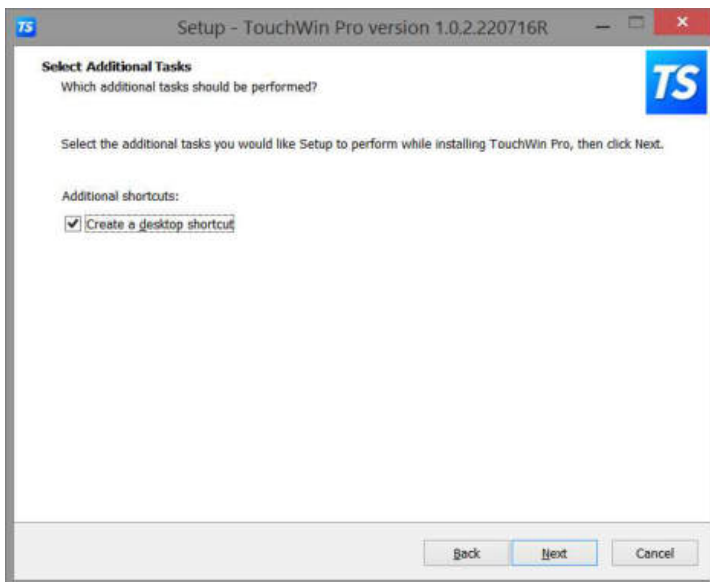 TS
Setup - TouchWin Pro version 1.0.2.220716R
Select Additional Tasks
Which additional tasks should be performed?
TS
Select the additional tasks you would like Setup to perform while installing TouchWin Pro, then click Next.
Additional shortcuts:
Create a desktop shortcut
Back Next Cancel